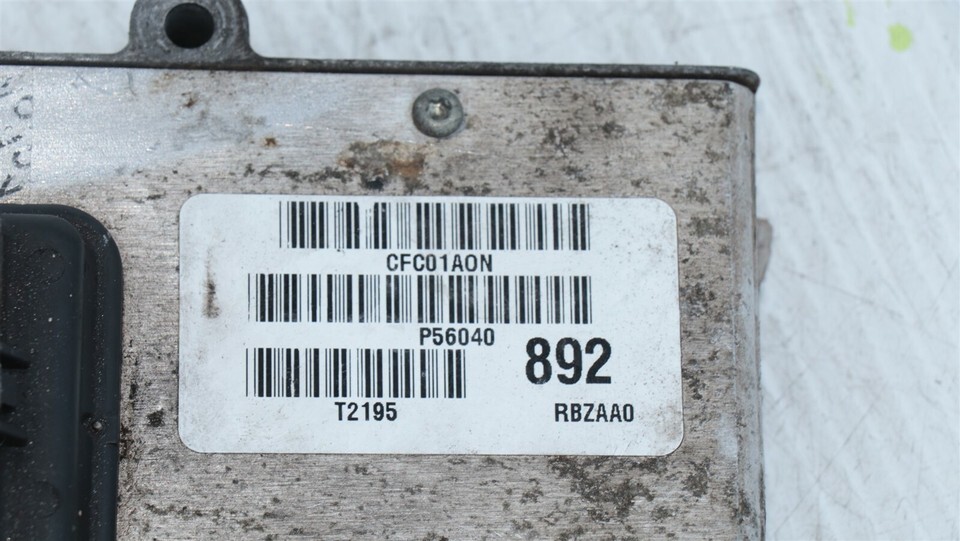 CFC01AON
P56040
892
T2195
RBZAA0